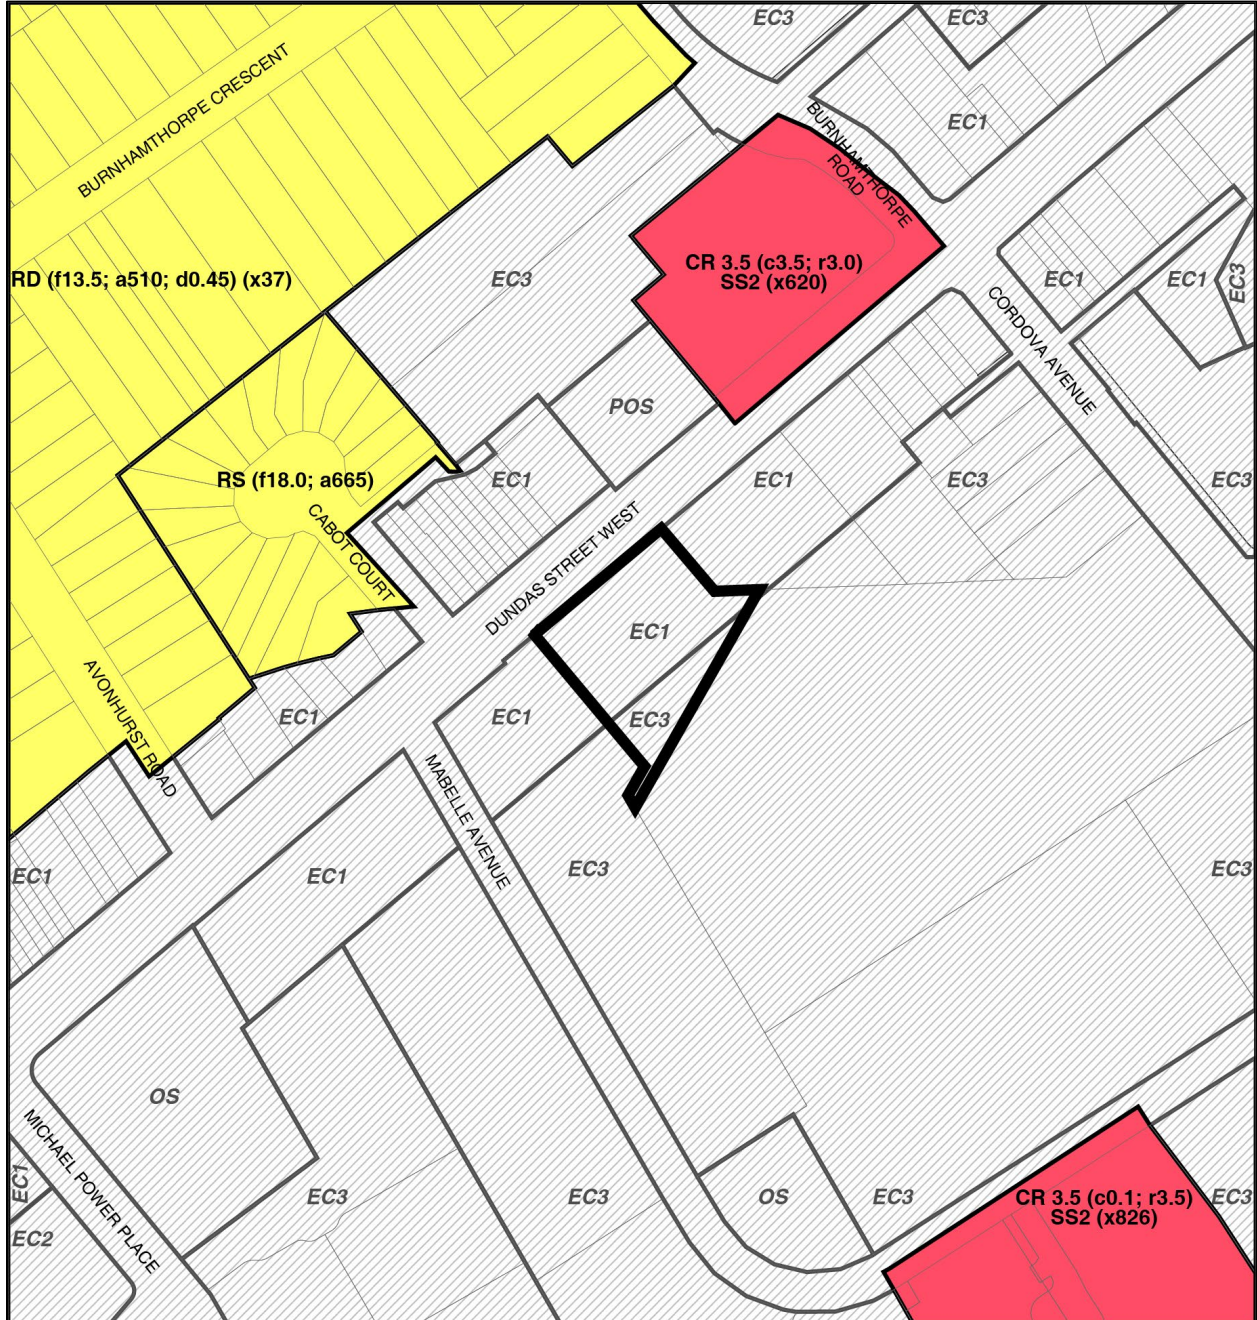 EC3
EC3
BURNHAMTHORPE CRESCENT
EC1
BURNHAMTHORPE
ROAD
RD (f13.5; a510; d0.45) (x37)
EC3
CR 3.5 (c3.5; r3.0)
SS2 (x620)
EC1
EC1
EC3
CORDOVA AVENUE
POS
RS (f18.0; a665)
EC1
EC1
EC3
EC3
CABOT COURT
DUNDAS STREET WEST
EC1
AVONHURST ROAD
EC1
EC1
EC3
MABELLE AVENUE
EC1
EC1
EC3
EC3
OS
MICHAEL POWER PLACE
EC1
EC3
EC3
OS
EC3
CR 3.5 (c0.1; r3.5)
SS2 (x826)
EC3
EC2